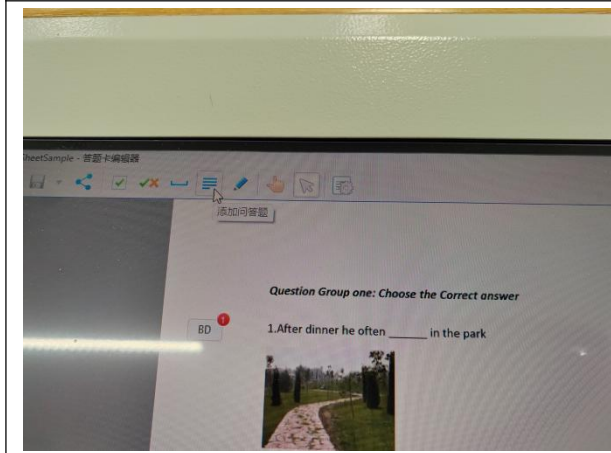 heetSample - 答题卡编辑器
添加问答题
Question Group one: Choose the Correct answer
BD
1
1.After dinner he often ______ in the park